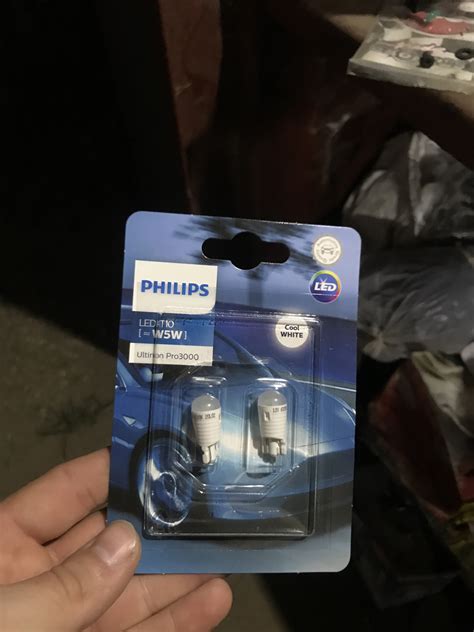 PHILIPS
LED-T10
[≈ W5W]
Ultinon Pro3000
LED
Cool
WHITE